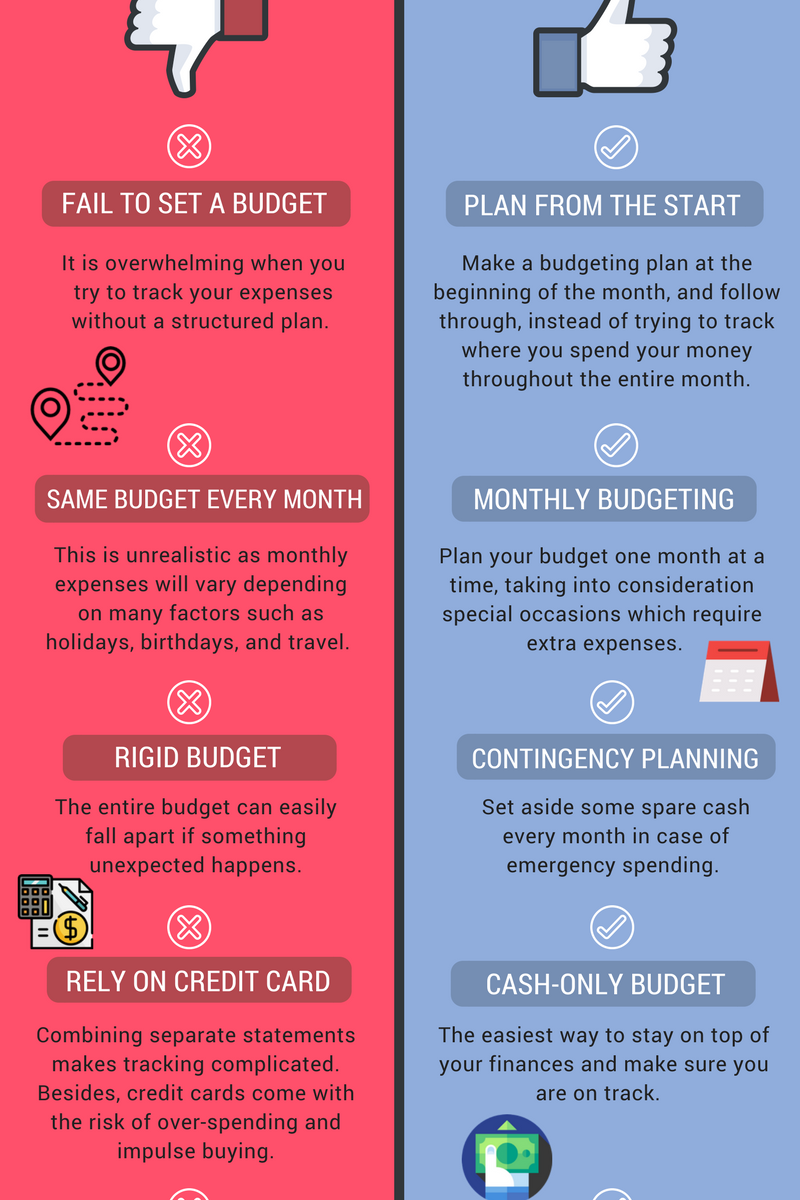 FAIL TO SET A BUDGET
It is overwhelming when you
try to track your expenses
without a structured plan.
SAME BUDGET EVERY MONTH
This is unrealistic as monthly
expenses will vary depending
on many factors such as
holidays, birthdays, and travel.
RIGID BUDGET
The entire budget can easily
fall apart if something
unexpected happens.
=
$
RELY ON CREDIT CARD
Combining separate statements
makes tracking complicated.
Besides, credit cards come with
the risk of over-spending and
impulse buying.
PLAN FROM THE START
Make a budgeting plan at the
beginning of the month, and follow
through, instead of trying to track
where you spend your money
throughout the entire month.
MONTHLY BUDGETING
Plan your budget one month at a
time, taking into consideration
special occasions which require
extra expenses.
CONTINGENCY PLANNING
Set aside some spare cash
every month in case of
emergency spending.
CASH-ONLY BUDGET
The easiest way to stay on top of
your finances and make sure you
are on track.